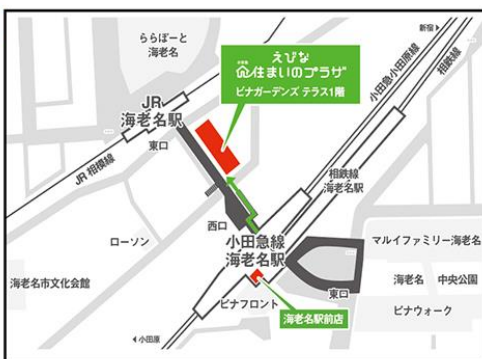 新宿▶
ららぽーと
海老名
えびな
住まいのプラザ
ビナガーデンズ テラス1階
小田急小田原線
相鉄線
JR
海老名駅
東口
JR 相模線
相鉄線
海老名駅
西口
ローソン
小田急線
海老名駅
マルイファミリー海老名
海老名市文化会館
海老名 中央公園
東口
ビナフロント
海老名駅前店
ビナウォーク
◀小田原